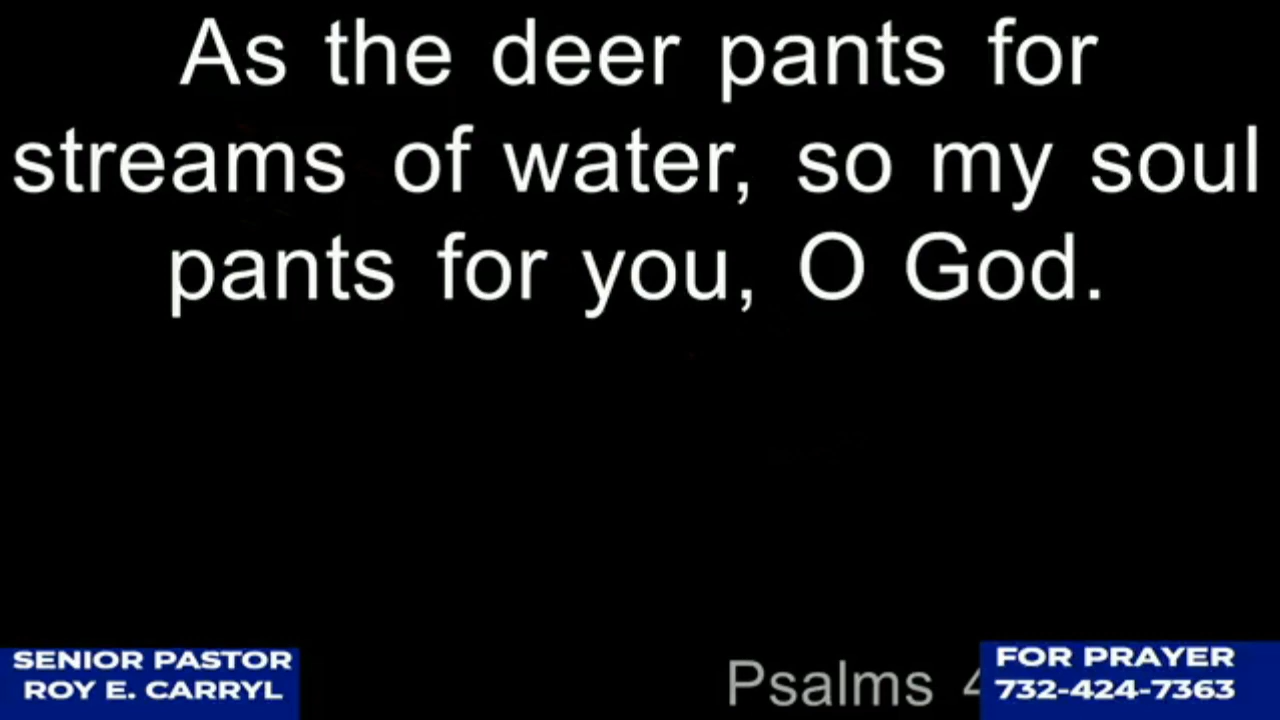 As the deer pants for
streams of water, so my soul
pants for you, O God.
SENIOR PASTOR
ROY E. CARRYL
Psalms
FOR PRAYER
732-424-7363